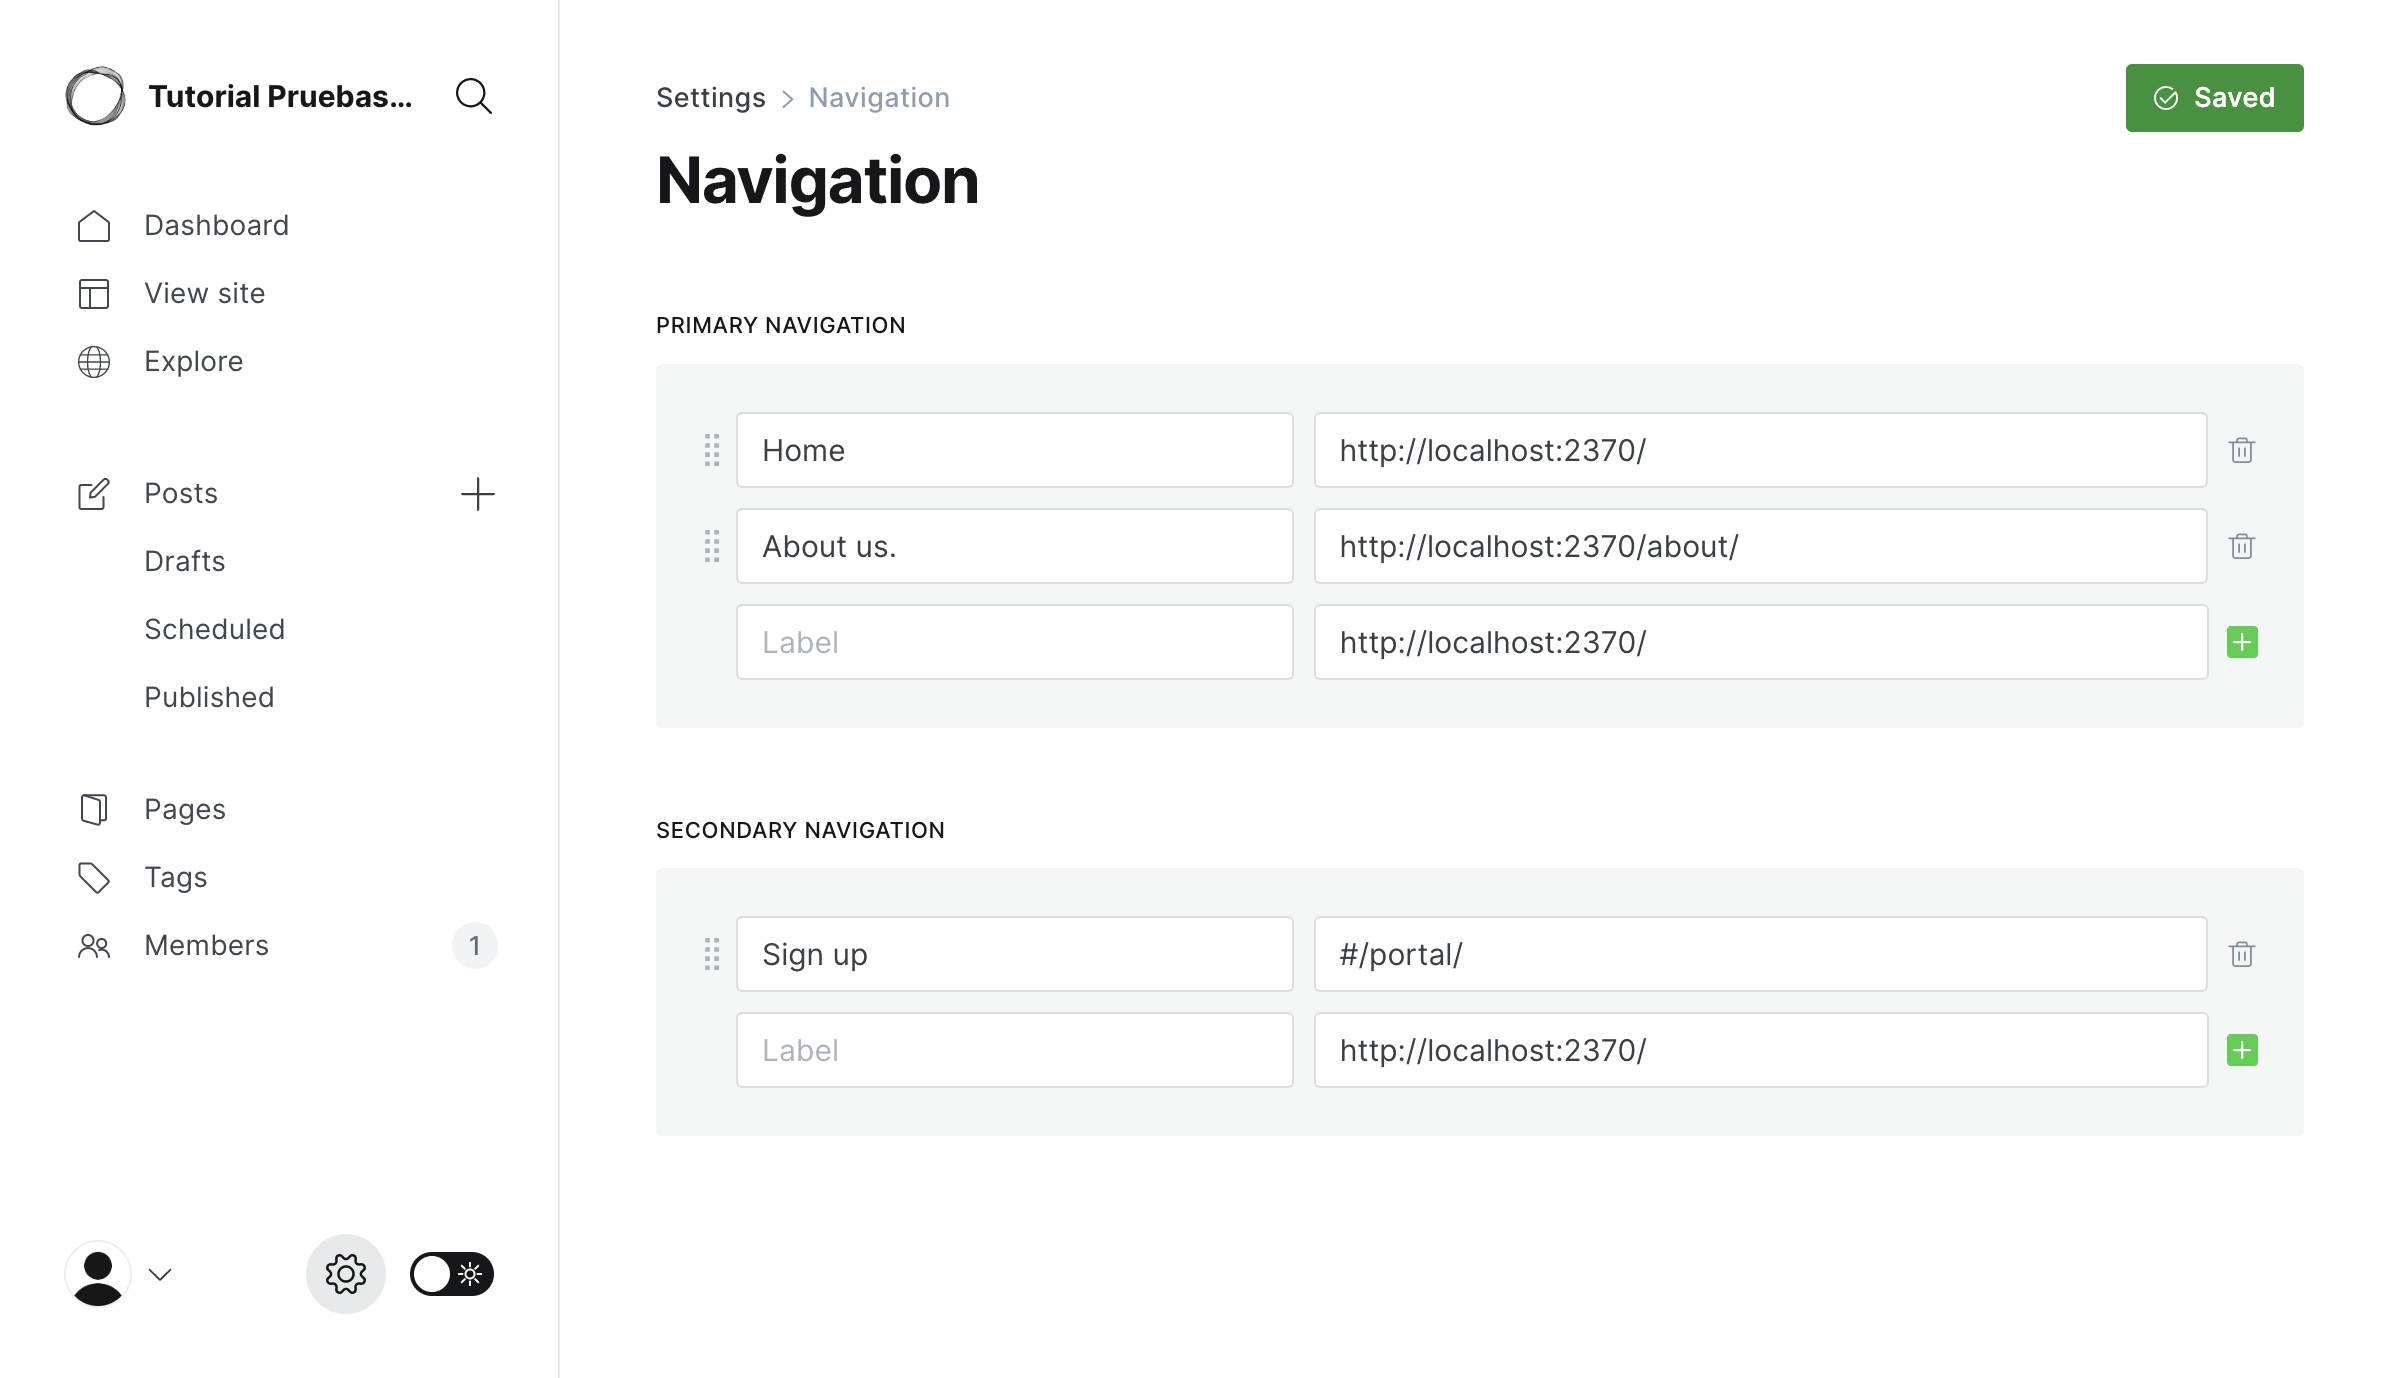 Tutorial Pruebas...
Dashboard
View site
Explore
Posts
Drafts
Scheduled
Published
Pages
Tags
Members 1
Settings > Navigation
Saved
Navigation
PRIMARY NAVIGATION
Home http://localhost:2370/
About us. http://localhost:2370/about/
Label http://localhost:2370/
SECONDARY NAVIGATION
Sign up #/portal/
Label http://localhost:2370/